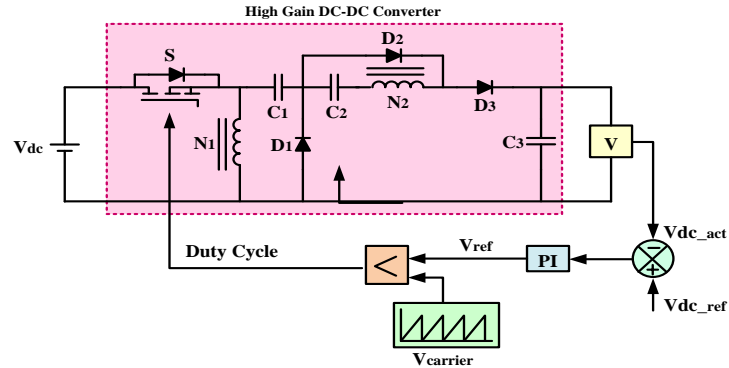 High Gain DC-DC Converter
S
D2
C1
C2
N2
D3
Vdc
N1
D1
C3
V
Vdc_act
Duty Cycle
Vref
<
PI
−
+
Vdc_ref
Vcarrier